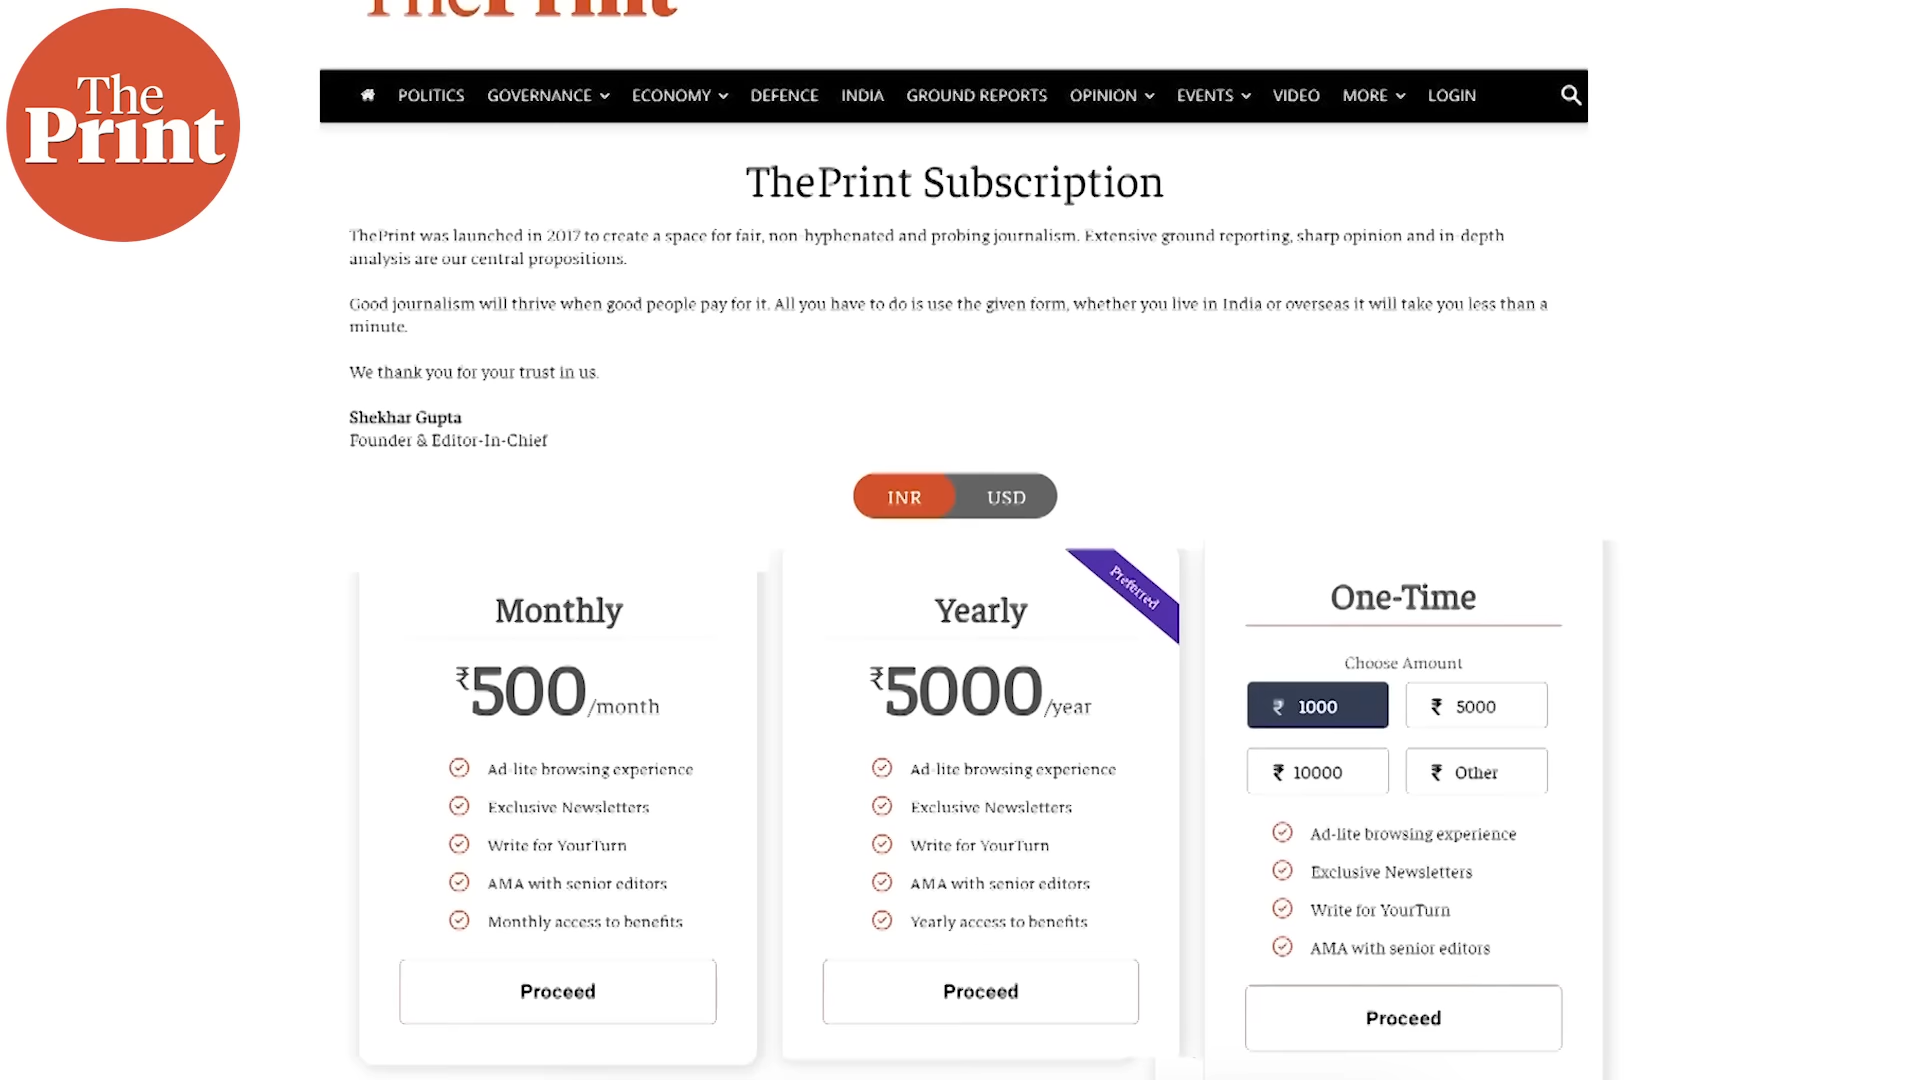 ThePrint
The
Print
POLITICS GOVERNANCE ECONOMY DEFENCE INDIA GROUND REPORTS OPINION EVENTS VIDEO MORE LOGIN
ThePrint Subscription
ThePrint was launched in 2017 to create a space for fair, non-hyphenated and probing journalism. Extensive ground reporting, sharp opinion and in-depth
analysis are our central propositions.
Good journalism will thrive when good people pay for it. All you have to do is use the given form, whether you live in India or overseas it will take you less than a
minute.
We thank you for your trust in us.
Shekhar Gupta
Founder & Editor-In-Chief
INR USD
Monthly
₹500/month
Ad-lite browsing experience
Exclusive Newsletters
Write for YourTurn
AMA with senior editors
Monthly access to benefits
Proceed
Preferred
Yearly
₹5000/year
Ad-lite browsing experience
Exclusive Newsletters
Write for YourTurn
AMA with senior editors
Yearly access to benefits
Proceed
One-Time
Choose Amount
₹ 1000 ₹ 5000
₹ 10000 ₹ Other
Ad-lite browsing experience
Exclusive Newsletters
Write for YourTurn
AMA with senior editors
Proceed